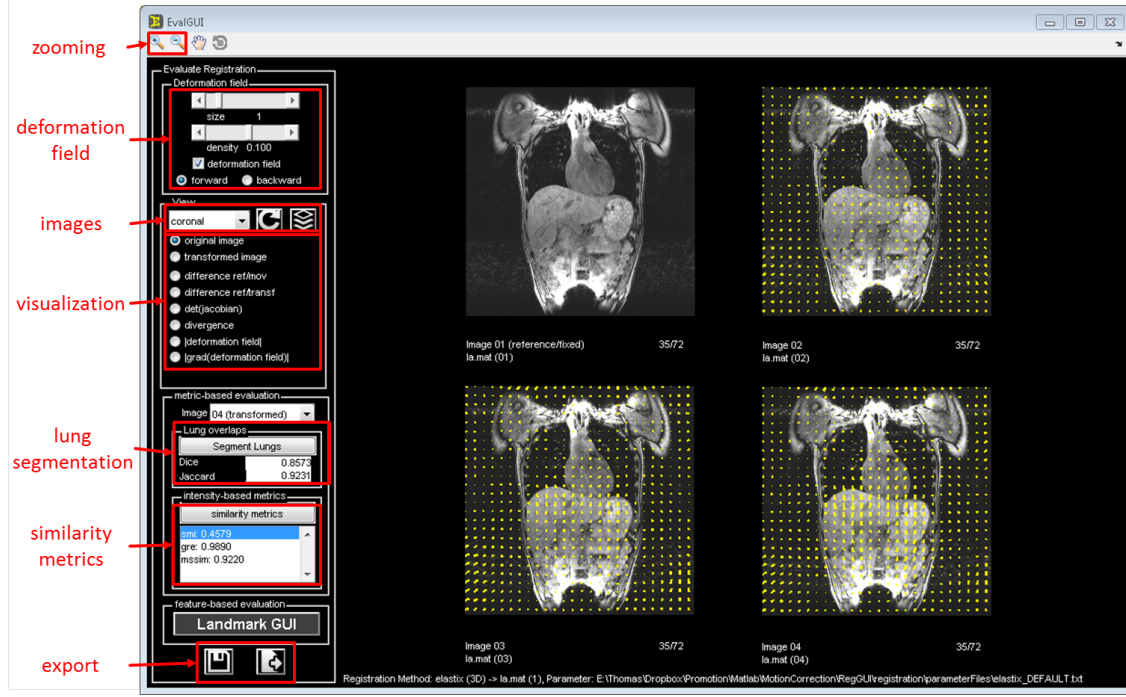 EvalGUI
zooming
Evaluate Registration
Deformation field
size 1
density 0.100
deformation field
forward backward
deformation
field
View
coronal
images
original image
transformed image
difference ref/mov
difference ref/transf
det(jacobian)
divergence
|deformation field|
|grad(deformation field)|
visualization
metric-based evaluation
Image 04 (transformed)
Lung overlaps
Segment Lungs
Dice 0.8573
Jaccard 0.9231
lung
segmentation
intensity-based metrics
similarity metrics
smi: 0.4579
gre: 0.9890
mssim: 0.9220
similarity
metrics
feature-based evaluation
Landmark GUI
export
Image 01 (reference/fixed) 35/72
la.mat (01)
Image 02 35/72
la.mat (02)
Image 03 35/72
la.mat (03)
Image 04 35/72
la.mat (04)
Registration Method: elastix (3D) -> la.mat (1), Parameter: E:\Thomas\Dropbox\Promotion\Matlab\MotionCorrection\RegGUI\registration\parameterFiles\elastix_DEFAULT.txt